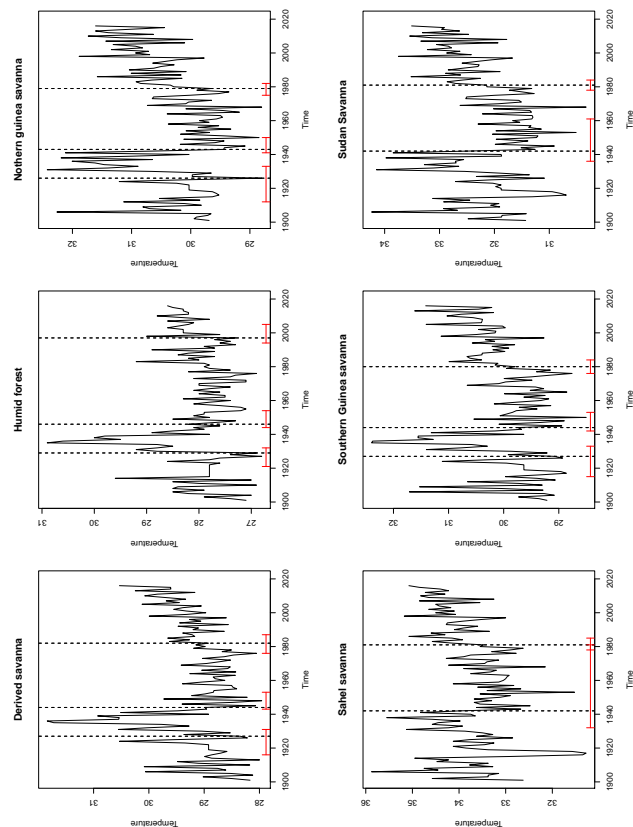 Derived savanna
Temperature
31
30
29
28
1900 1920 1940 1960 1980 2000 2020
Time
Humid forest
Temperature
31
30
29
28
27
1900 1920 1940 1960 1980 2000 2020
Time
Nothern guinea savanna
Temperature
32
31
30
29
1900 1920 1940 1960 1980 2000 2020
Time
Sahel savanna
Temperature
36
35
34
33
32
1900 1920 1940 1960 1980 2000 2020
Time
Southern Guinea savanna
Temperature
32
31
30
29
1900 1920 1940 1960 1980 2000 2020
Time
Sudan Savanna
Temperature
34
33
32
31
1900 1920 1940 1960 1980 2000 2020
Time